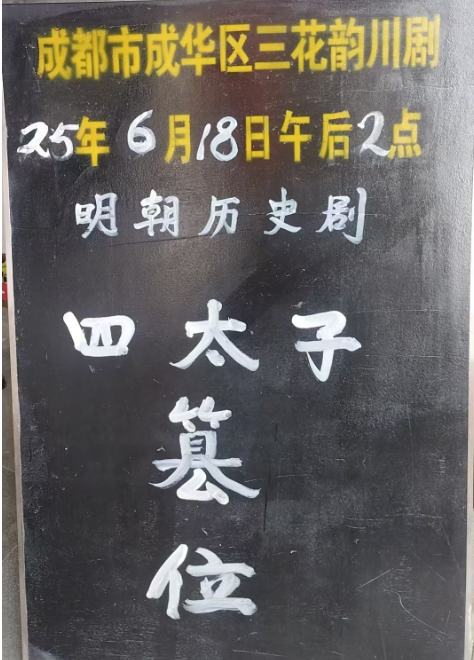 成都市成华区三花韵川剧
25年6月18日午后2点
明朝历史剧
四太子
篡
位